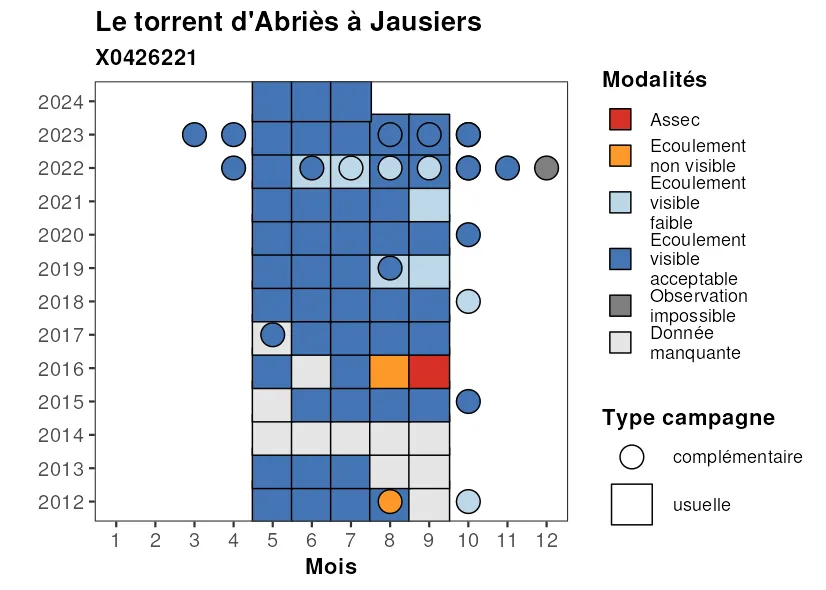 Le torrent d'Abriès à Jausiers
X0426221
2024
2023
2022
2021
2020
2019
2018
2017
2016
2015
2014
2013
2012
1 2 3 4 5 6 7 8 9 10 11 12
Mois
Modalités
Assec
Ecoulement
non visible
Ecoulement
visible
faible
Ecoulement
visible
acceptable
Observation
impossible
Donnée
manquante
Type campagne
complémentaire
usuelle